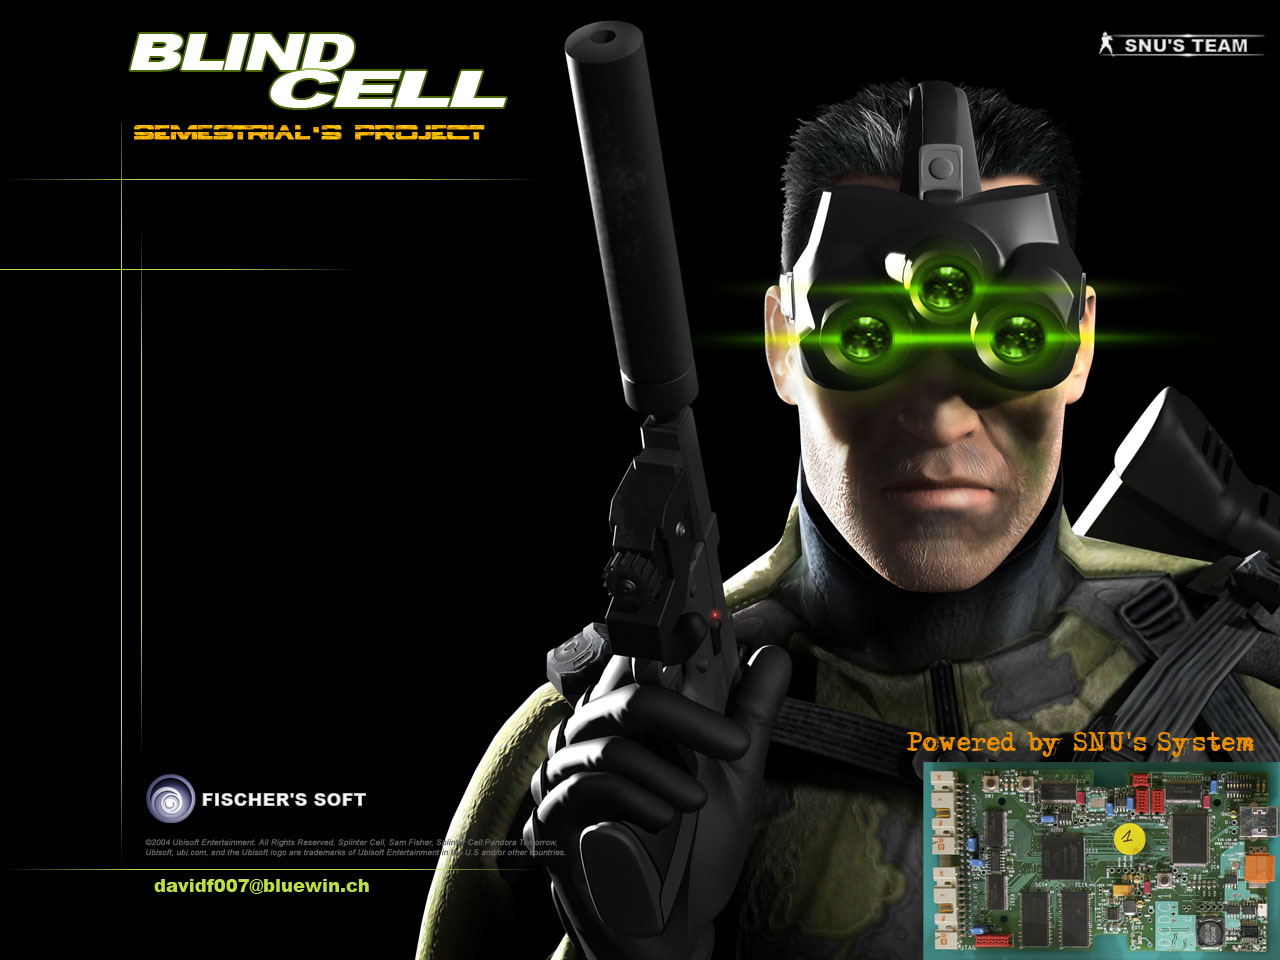 BLIND
CELL
SEMESTRIAL'S PROJECT
SNU'S TEAM
Powered by SNU's System
1
FISCHER'S SOFT
©2004 Ubisoft Entertainment. All Rights Reserved. Splinter Cell, Sam Fisher, Splinter Cell:Pandora Tomorrow,
Ubisoft, ubi.com, and the Ubisoft logo are trademarks of Ubisoft Entertainment in the U.S and/or other countries.
davidf007@bluewin.ch
JTAG